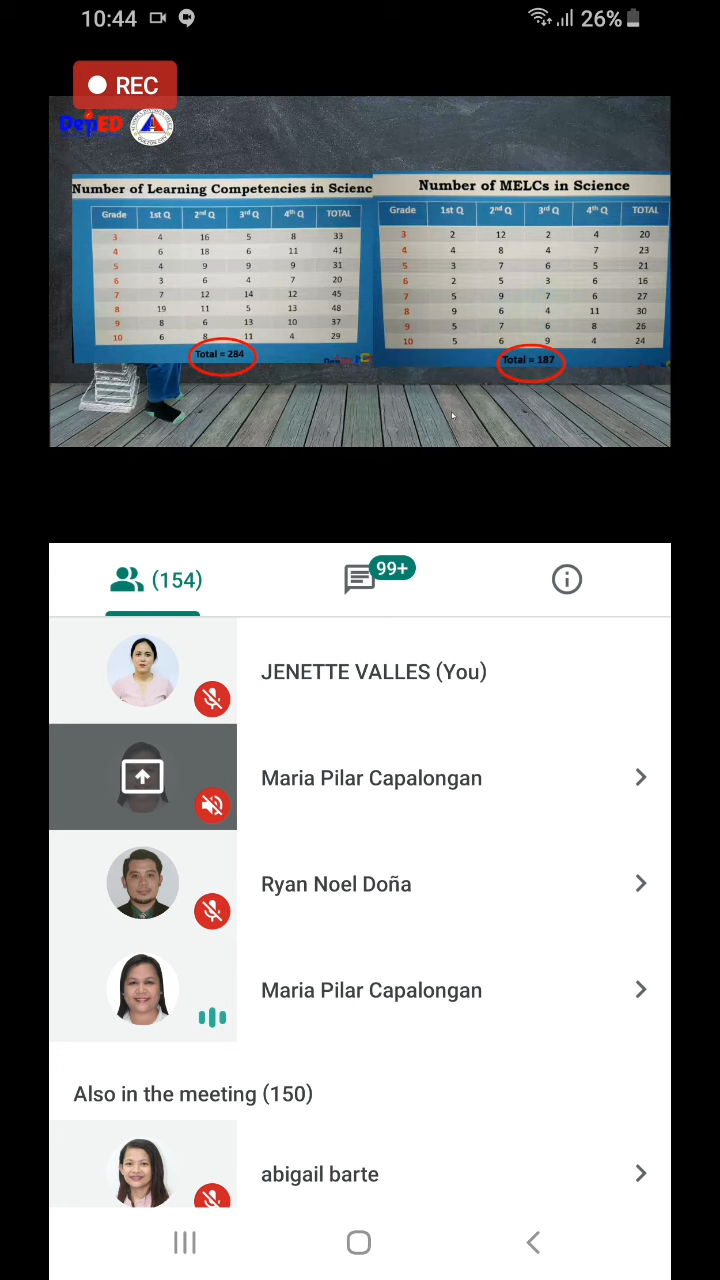 10:44
26%
REC
DepED
Number of Learning Competencies in Scienc
Grade 1st Q 2nd Q 3rd Q 4th Q TOTAL
3 4 16 5 8 33
4 6 18 6 11 41
5 4 9 9 9 31
6 3 6 4 7 20
7 7 12 14 12 45
8 19 11 5 13 48
9 8 6 13 10 37
10 6 8 11 4 29
Total = 284
Number of MELCs in Science
Grade 1st Q 2nd Q 3rd Q 4th Q TOTAL
3 2 12 2 4 20
4 4 8 4 7 23
5 3 7 6 5 21
6 2 5 3 6 16
7 5 9 7 6 27
8 9 6 4 11 30
9 5 7 6 8 26
10 5 6 9 4 24
Total = 187
(154)
99+
JENETTE VALLES (You)
Maria Pilar Capalongan
Ryan Noel Doña
Maria Pilar Capalongan
Also in the meeting (150)
abigail barte